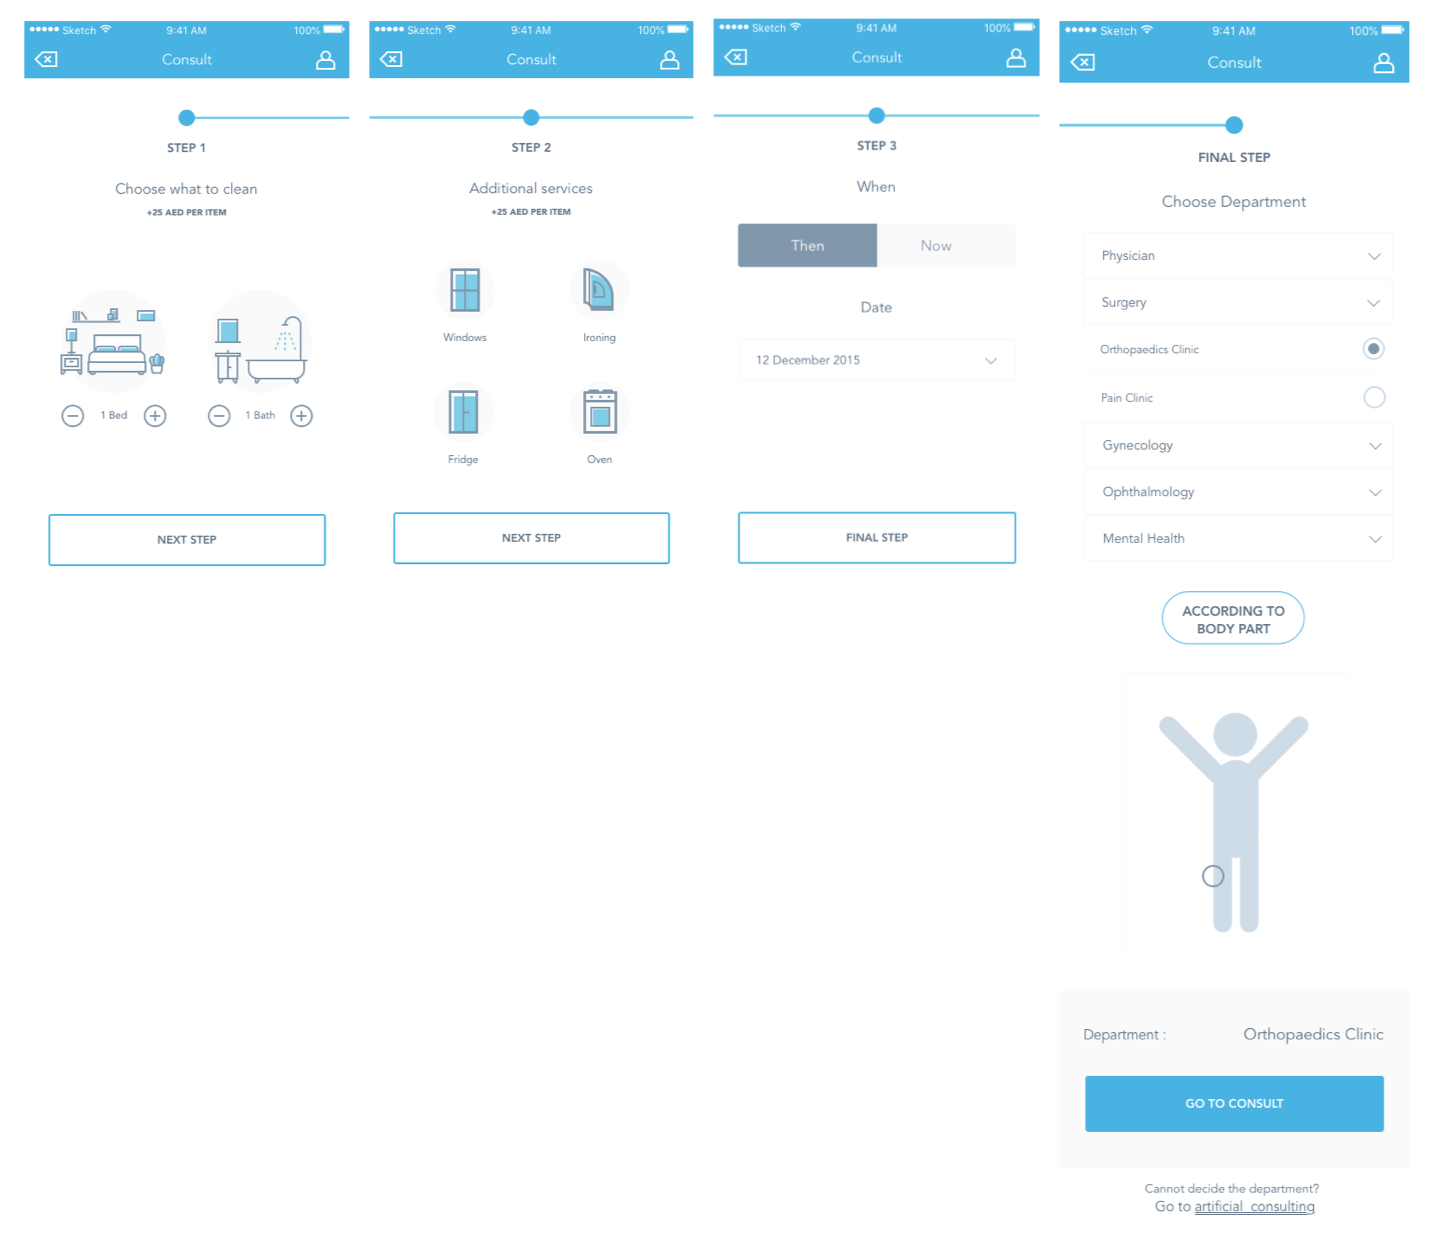 Sketch 9:41 AM 100%
Consult
STEP 1
Choose what to clean
+25 AED PER ITEM
1 Bed
1 Bath
NEXT STEP
Sketch 9:41 AM 100%
Consult
STEP 2
Additional services
+25 AED PER ITEM
Windows
Ironing
Fridge
Oven
NEXT STEP
Sketch 9:41 AM 100%
Consult
STEP 3
When
Then
Now
Date
12 December 2015
FINAL STEP
Sketch 9:41 AM 100%
Consult
FINAL STEP
Choose Department
Physician
Surgery
Orthopaedics Clinic
Pain Clinic
Gynecology
Ophthalmology
Mental Health
ACCORDING TO
BODY PART
Department : Orthopaedics Clinic
GO TO CONSULT
Cannot decide the department?
Go to artificial consulting